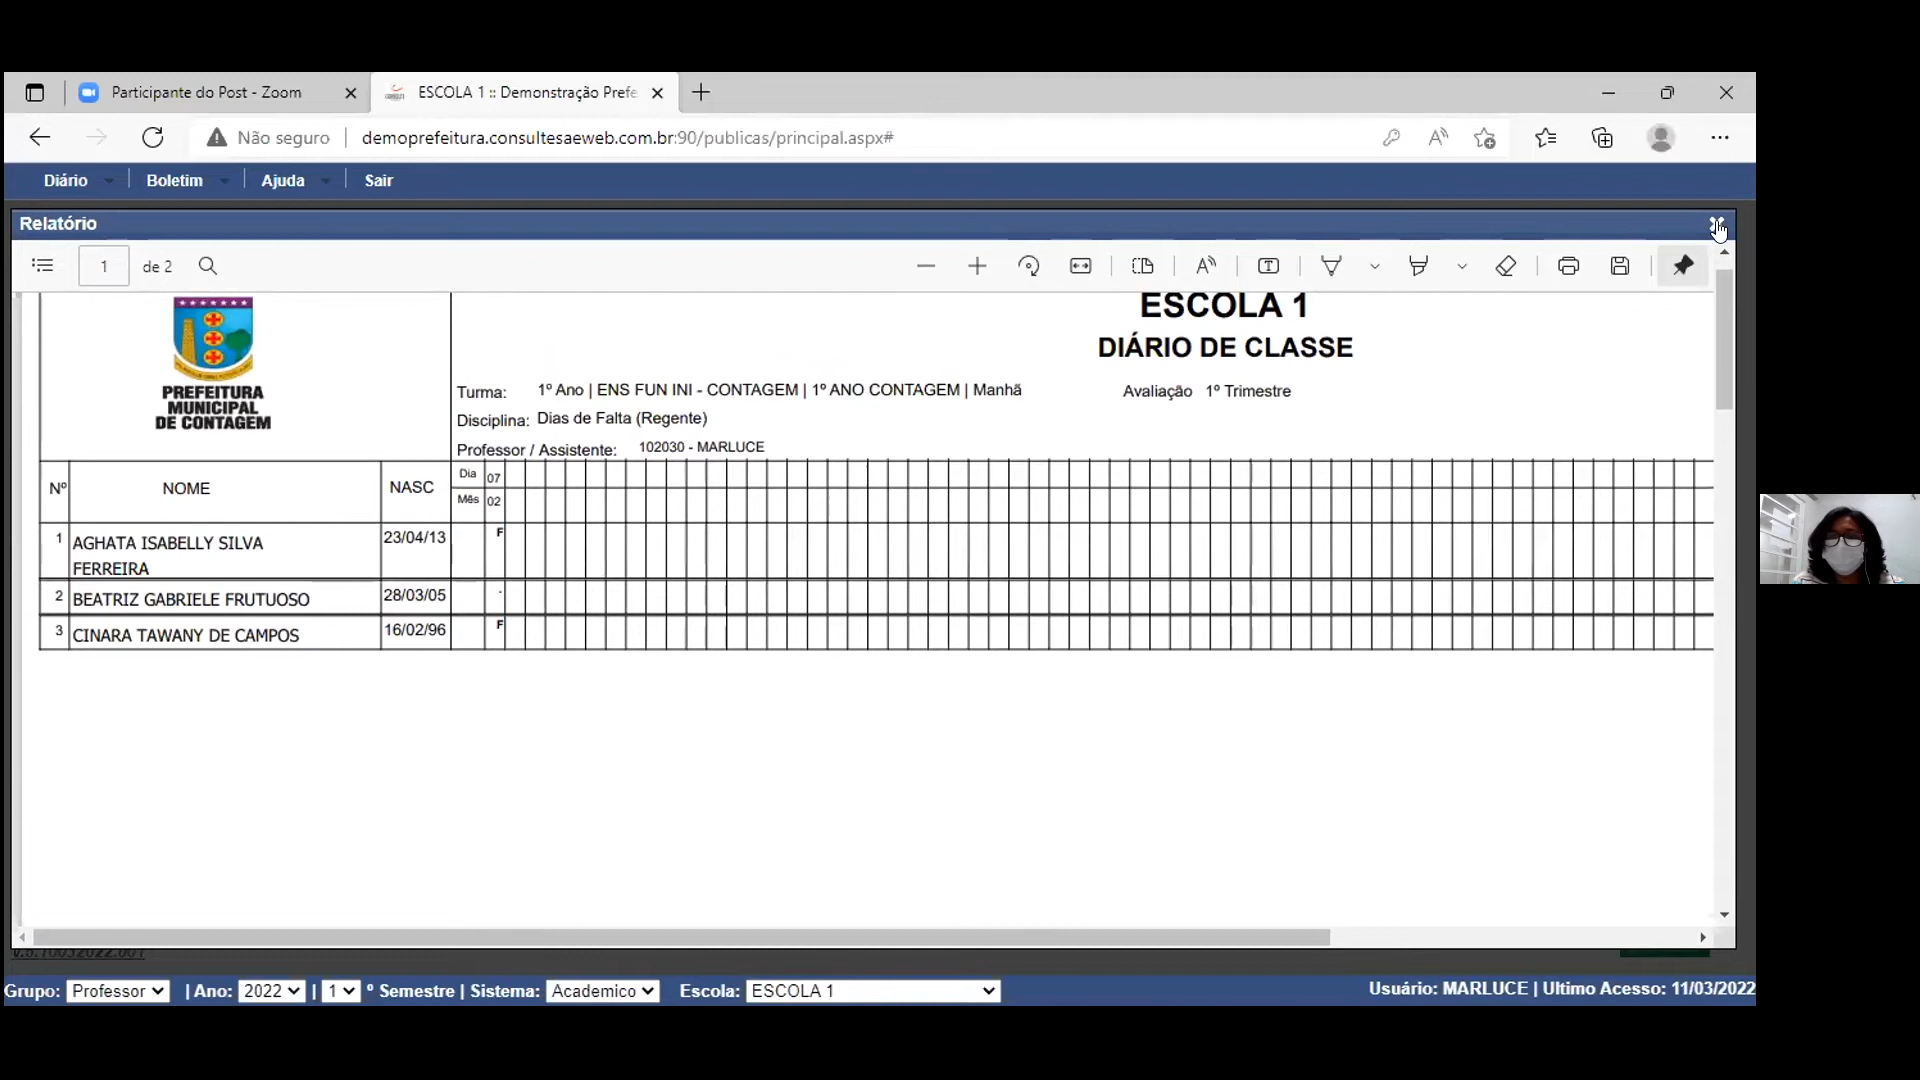 Participante do Post - Zoom
ESCOLA 1 :: Demonstração Prefe
Não seguro
demoprefeitura.consultesaeweb.com.br:90/publicas/principal.aspx#
Diário
Boletim
Ajuda
Sair
Relatório
1 de 2
ESCOLA 1
DIÁRIO DE CLASSE
PREFEITURA
MUNICIPAL
DE CONTAGEM
Turma: 1º Ano | ENS FUN INI - CONTAGEM | 1º ANO CONTAGEM | Manhã
Avaliação 1º Trimestre
Disciplina: Dias de Falta (Regente)
Professor / Assistente: 102030 - MARLUCE
Nº NOME NASC
Dia 07
Mês 02
1 AGHATA ISABELLY SILVA FERREIRA 23/04/13 F
2 BEATRIZ GABRIELE FRUTUOSO 28/03/05 .
3 CINARA TAWANY DE CAMPOS 16/02/96 F
Grupo: Professor | Ano: 2022 | 1 º Semestre | Sistema: Academico Escola: ESCOLA 1
Usuário: MARLUCE | Ultimo Acesso: 11/03/2022